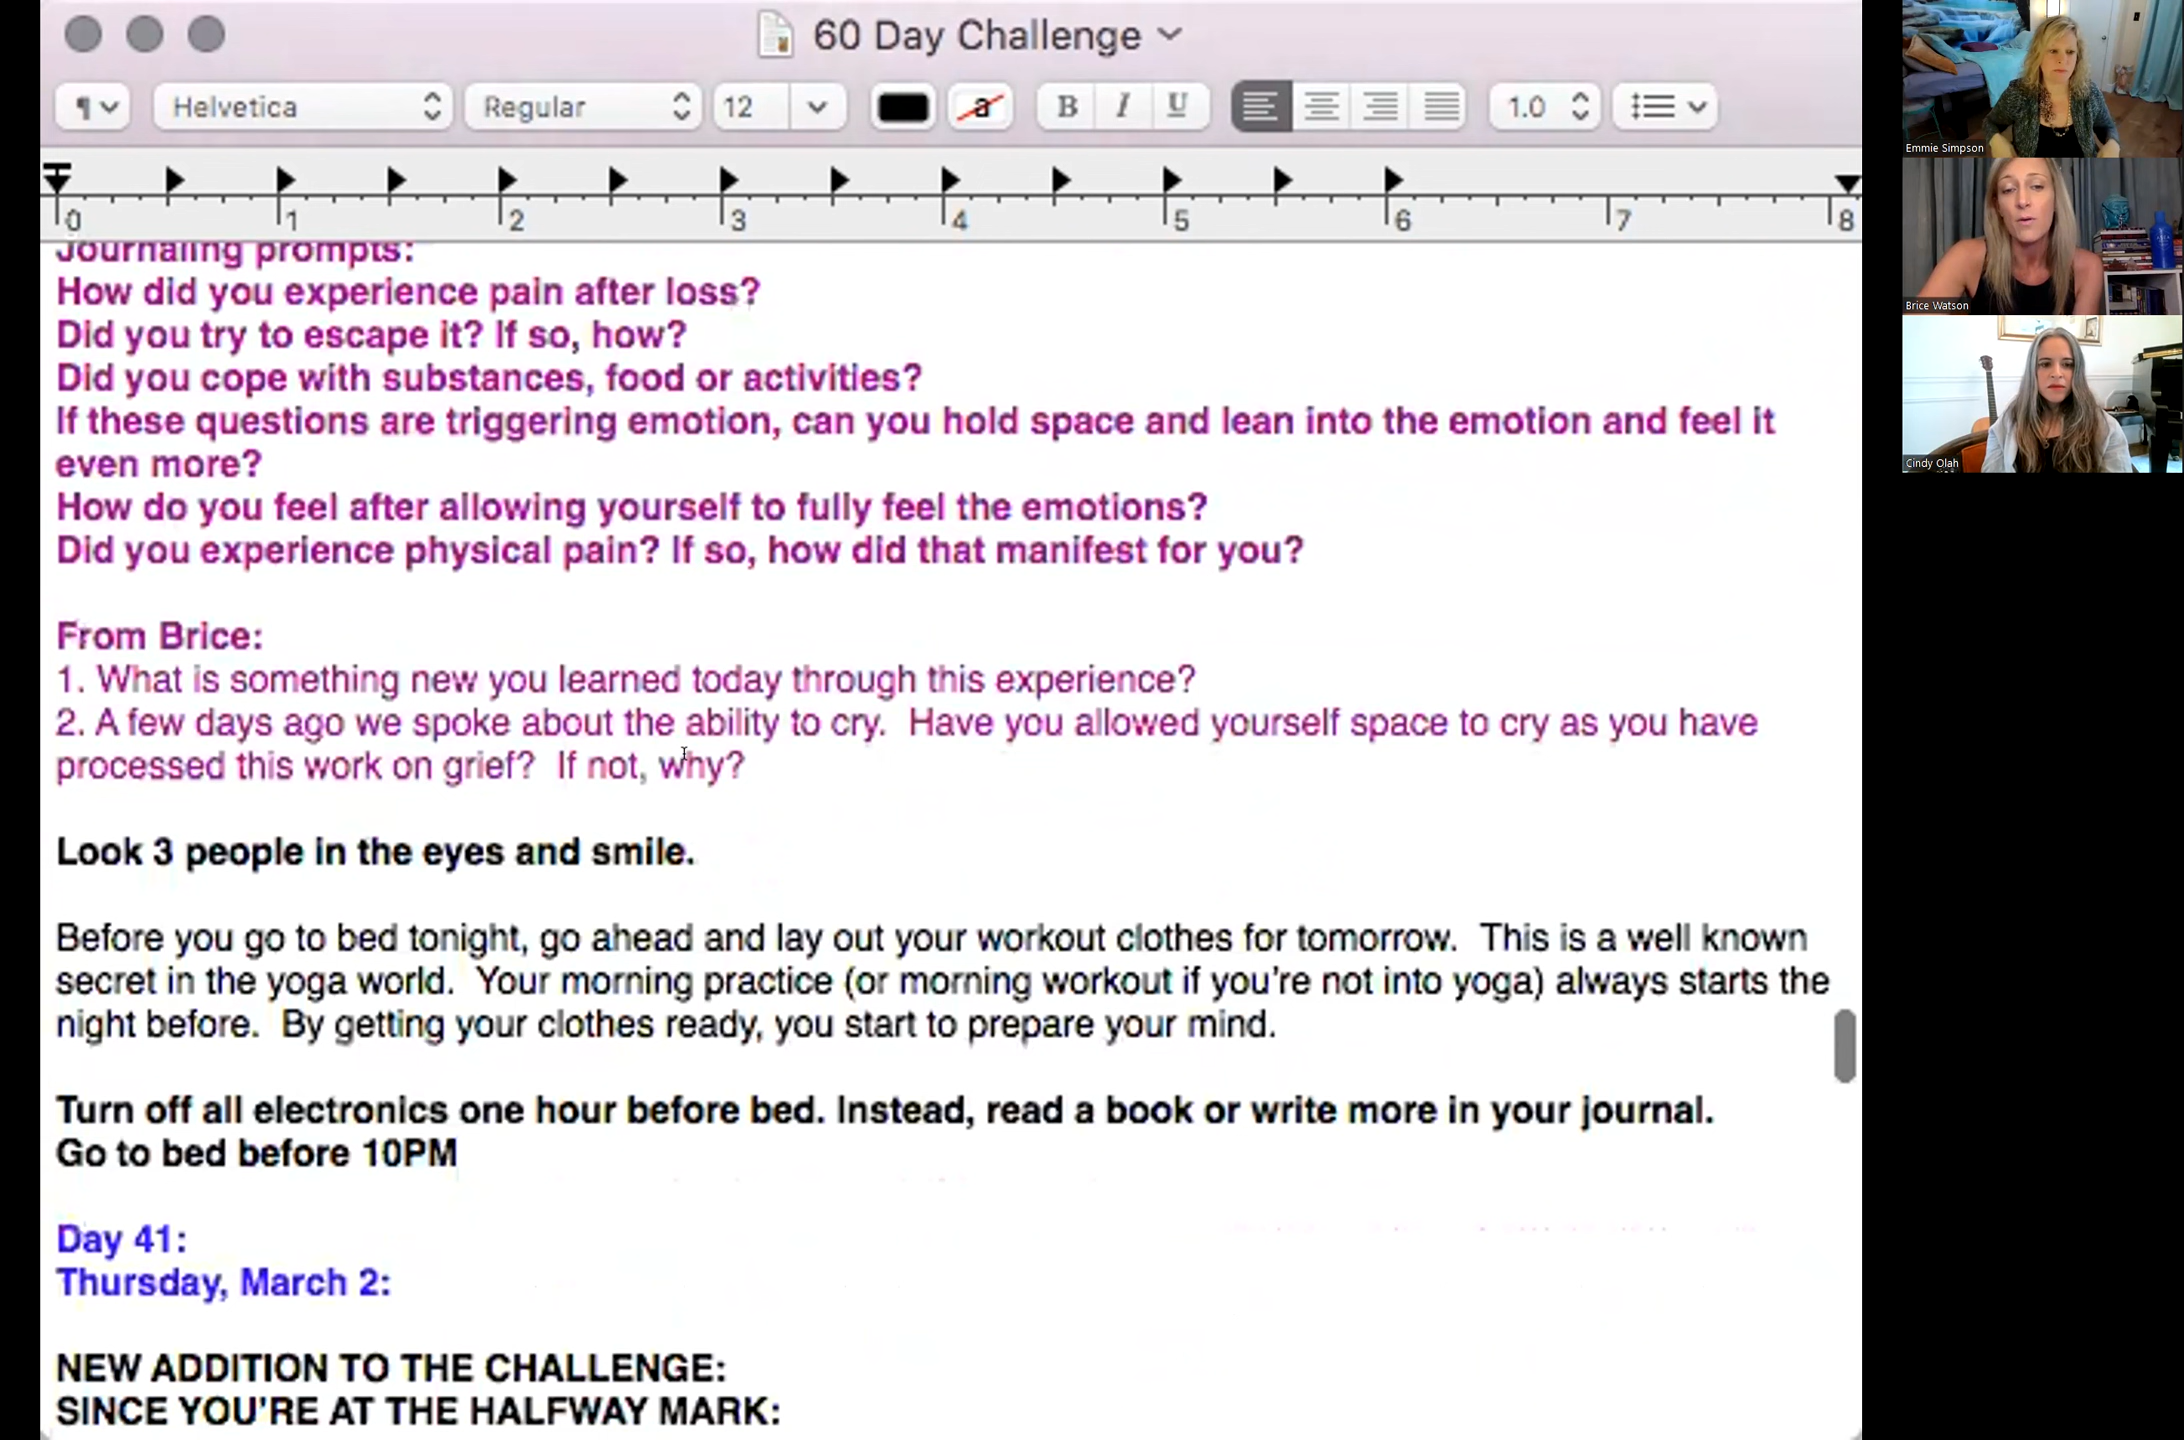 60 Day Challenge
¶ Helvetica Regular 12 a B I U 1.0
0 1 2 3 4 5 6 7 8
Journaling prompts:
How did you experience pain after loss?
Did you try to escape it? If so, how?
Did you cope with substances, food or activities?
If these questions are triggering emotion, can you hold space and lean into the emotion and feel it
even more?
How do you feel after allowing yourself to fully feel the emotions?
Did you experience physical pain? If so, how did that manifest for you?
From Brice:
1. What is something new you learned today through this experience?
2. A few days ago we spoke about the ability to cry.  Have you allowed yourself space to cry as you have
processed this work on grief?  If not, why?
Look 3 people in the eyes and smile.
Before you go to bed tonight, go ahead and lay out your workout clothes for tomorrow.  This is a well known
secret in the yoga world.  Your morning practice (or morning workout if you're not into yoga) always starts the
night before.  By getting your clothes ready, you start to prepare your mind.
Turn off all electronics one hour before bed. Instead, read a book or write more in your journal.
Go to bed before 10PM
Day 41:
Thursday, March 2:
NEW ADDITION TO THE CHALLENGE:
SINCE YOU'RE AT THE HALFWAY MARK:
Emmie Simpson
Brice Watson
Cindy Olah